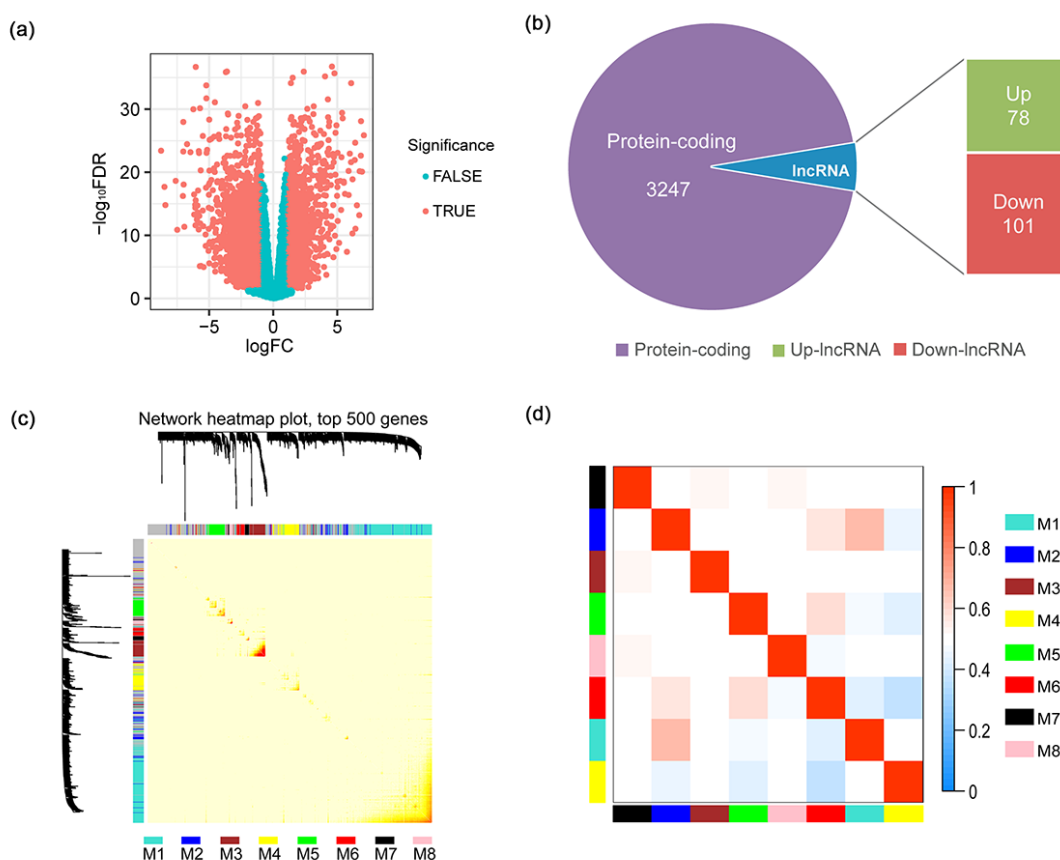 (a)
30
20
10
0
−log10FDR
−5
0
5
logFC
Significance
FALSE
TRUE
(b)
Protein-coding
3247
lncRNA
Up
78
Down
101
Protein-coding
Up-lncRNA
Down-lncRNA
(c)
Network heatmap plot, top 500 genes
M1
M2
M3
M4
M5
M6
M7
M8
(d)
1
0.8
0.6
0.4
0.2
0
M1
M2
M3
M4
M5
M6
M7
M8